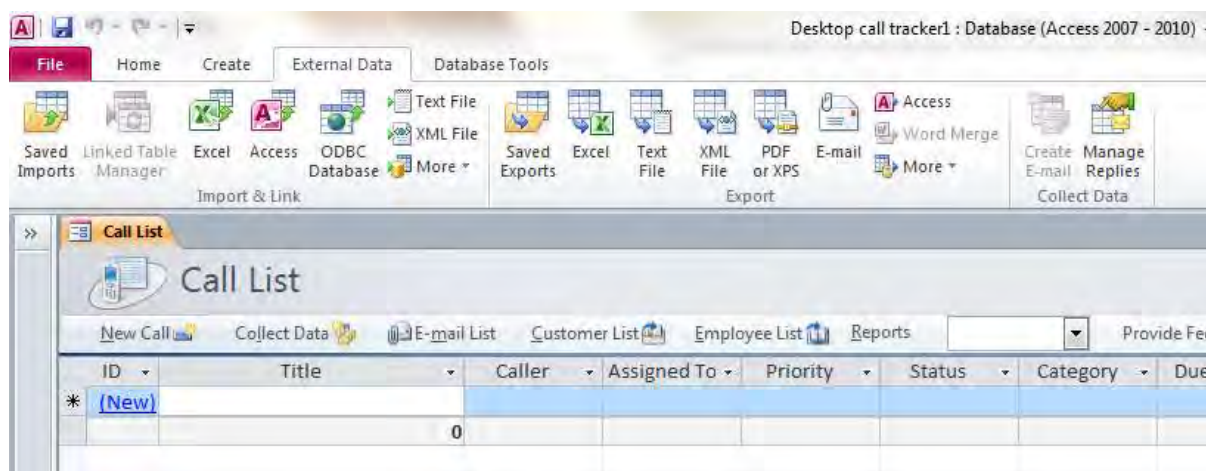 Desktop call tracker1 : Database (Access 2007 - 2010) -
File Home Create External Data Database Tools
Saved Imports
Linked Table Manager
Excel
Access
ODBC Database
Text File
XML File
More
Import & Link
Saved Exports
Excel
Text File
XML File
PDF or XPS
E-mail
Access
Word Merge
More
Export
Create E-mail
Manage Replies
Collect Data
Call List
Call List
New Call Collect Data E-mail List Customer List Employee List Reports Provide Fe
ID Title Caller Assigned To Priority Status Category Due
* (New)
0